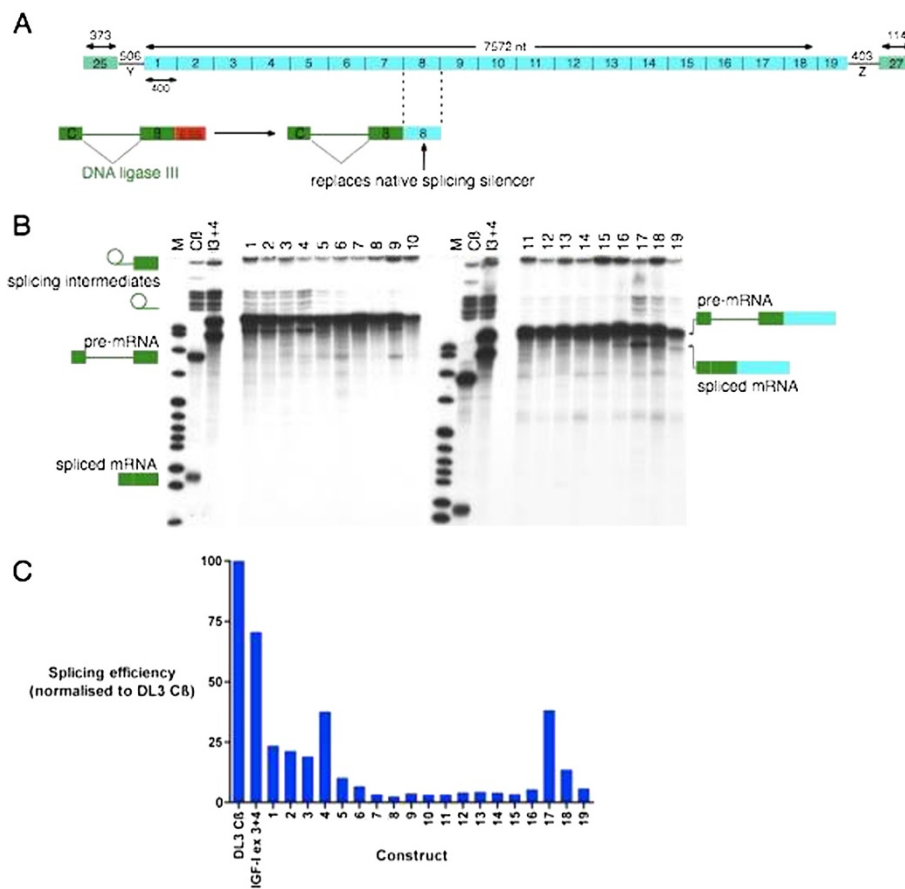 A
373
506
7572 nt
403
114
25
1 2 3 4 5 6 7 8 9 10 11 12 13 14 15 16 17 18 19
27
Y
Z
400
C
8
C
8
8
DNA ligase III
replaces native splicing silencer
B
M Cß I3+4 1 2 3 4 5 6 7 8 9 10 M Cß I3+4 11 12 13 14 15 16 17 18 19
splicing intermediates
pre-mRNA
spliced mRNA
pre-mRNA
spliced mRNA
C
100
75
50
25
0
Splicing efficiency
(normalised to DL3 Cß)
DL3 Cß
IGF-I ex 3+4
1 2 3 4 5 6 7 8 9 10 11 12 13 14 15 16 17 18 19
Construct